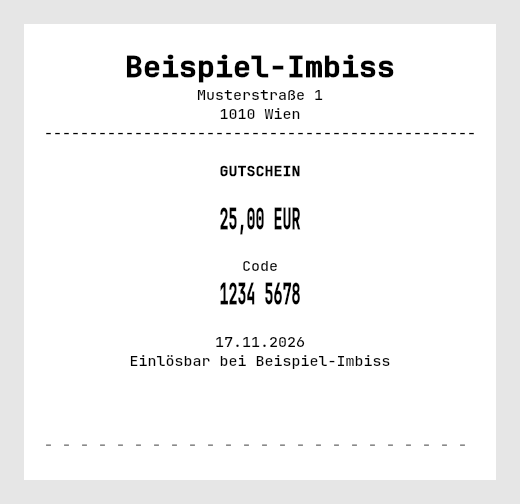 Beispiel-Imbiss
Musterstraße 1
1010 Wien
------------------------------------------------
GUTSCHEIN
25,00 EUR
Code
1234 5678
17.11.2026
Einlösbar bei Beispiel-Imbiss
- - - - - - - - - - - - - - - - - - - - - - - -